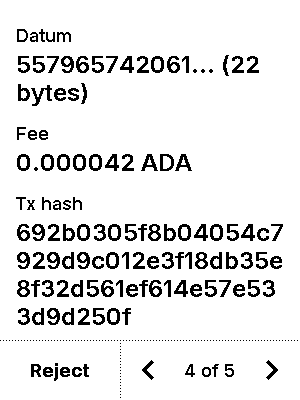 Datum
557965742061... (22
bytes)
Fee
0.000042 ADA
Tx hash
692b0305f8b04054c7
929d9c012e3f18db35e
8f32d561ef614e57e53
3d9d250f
Reject
4 of 5